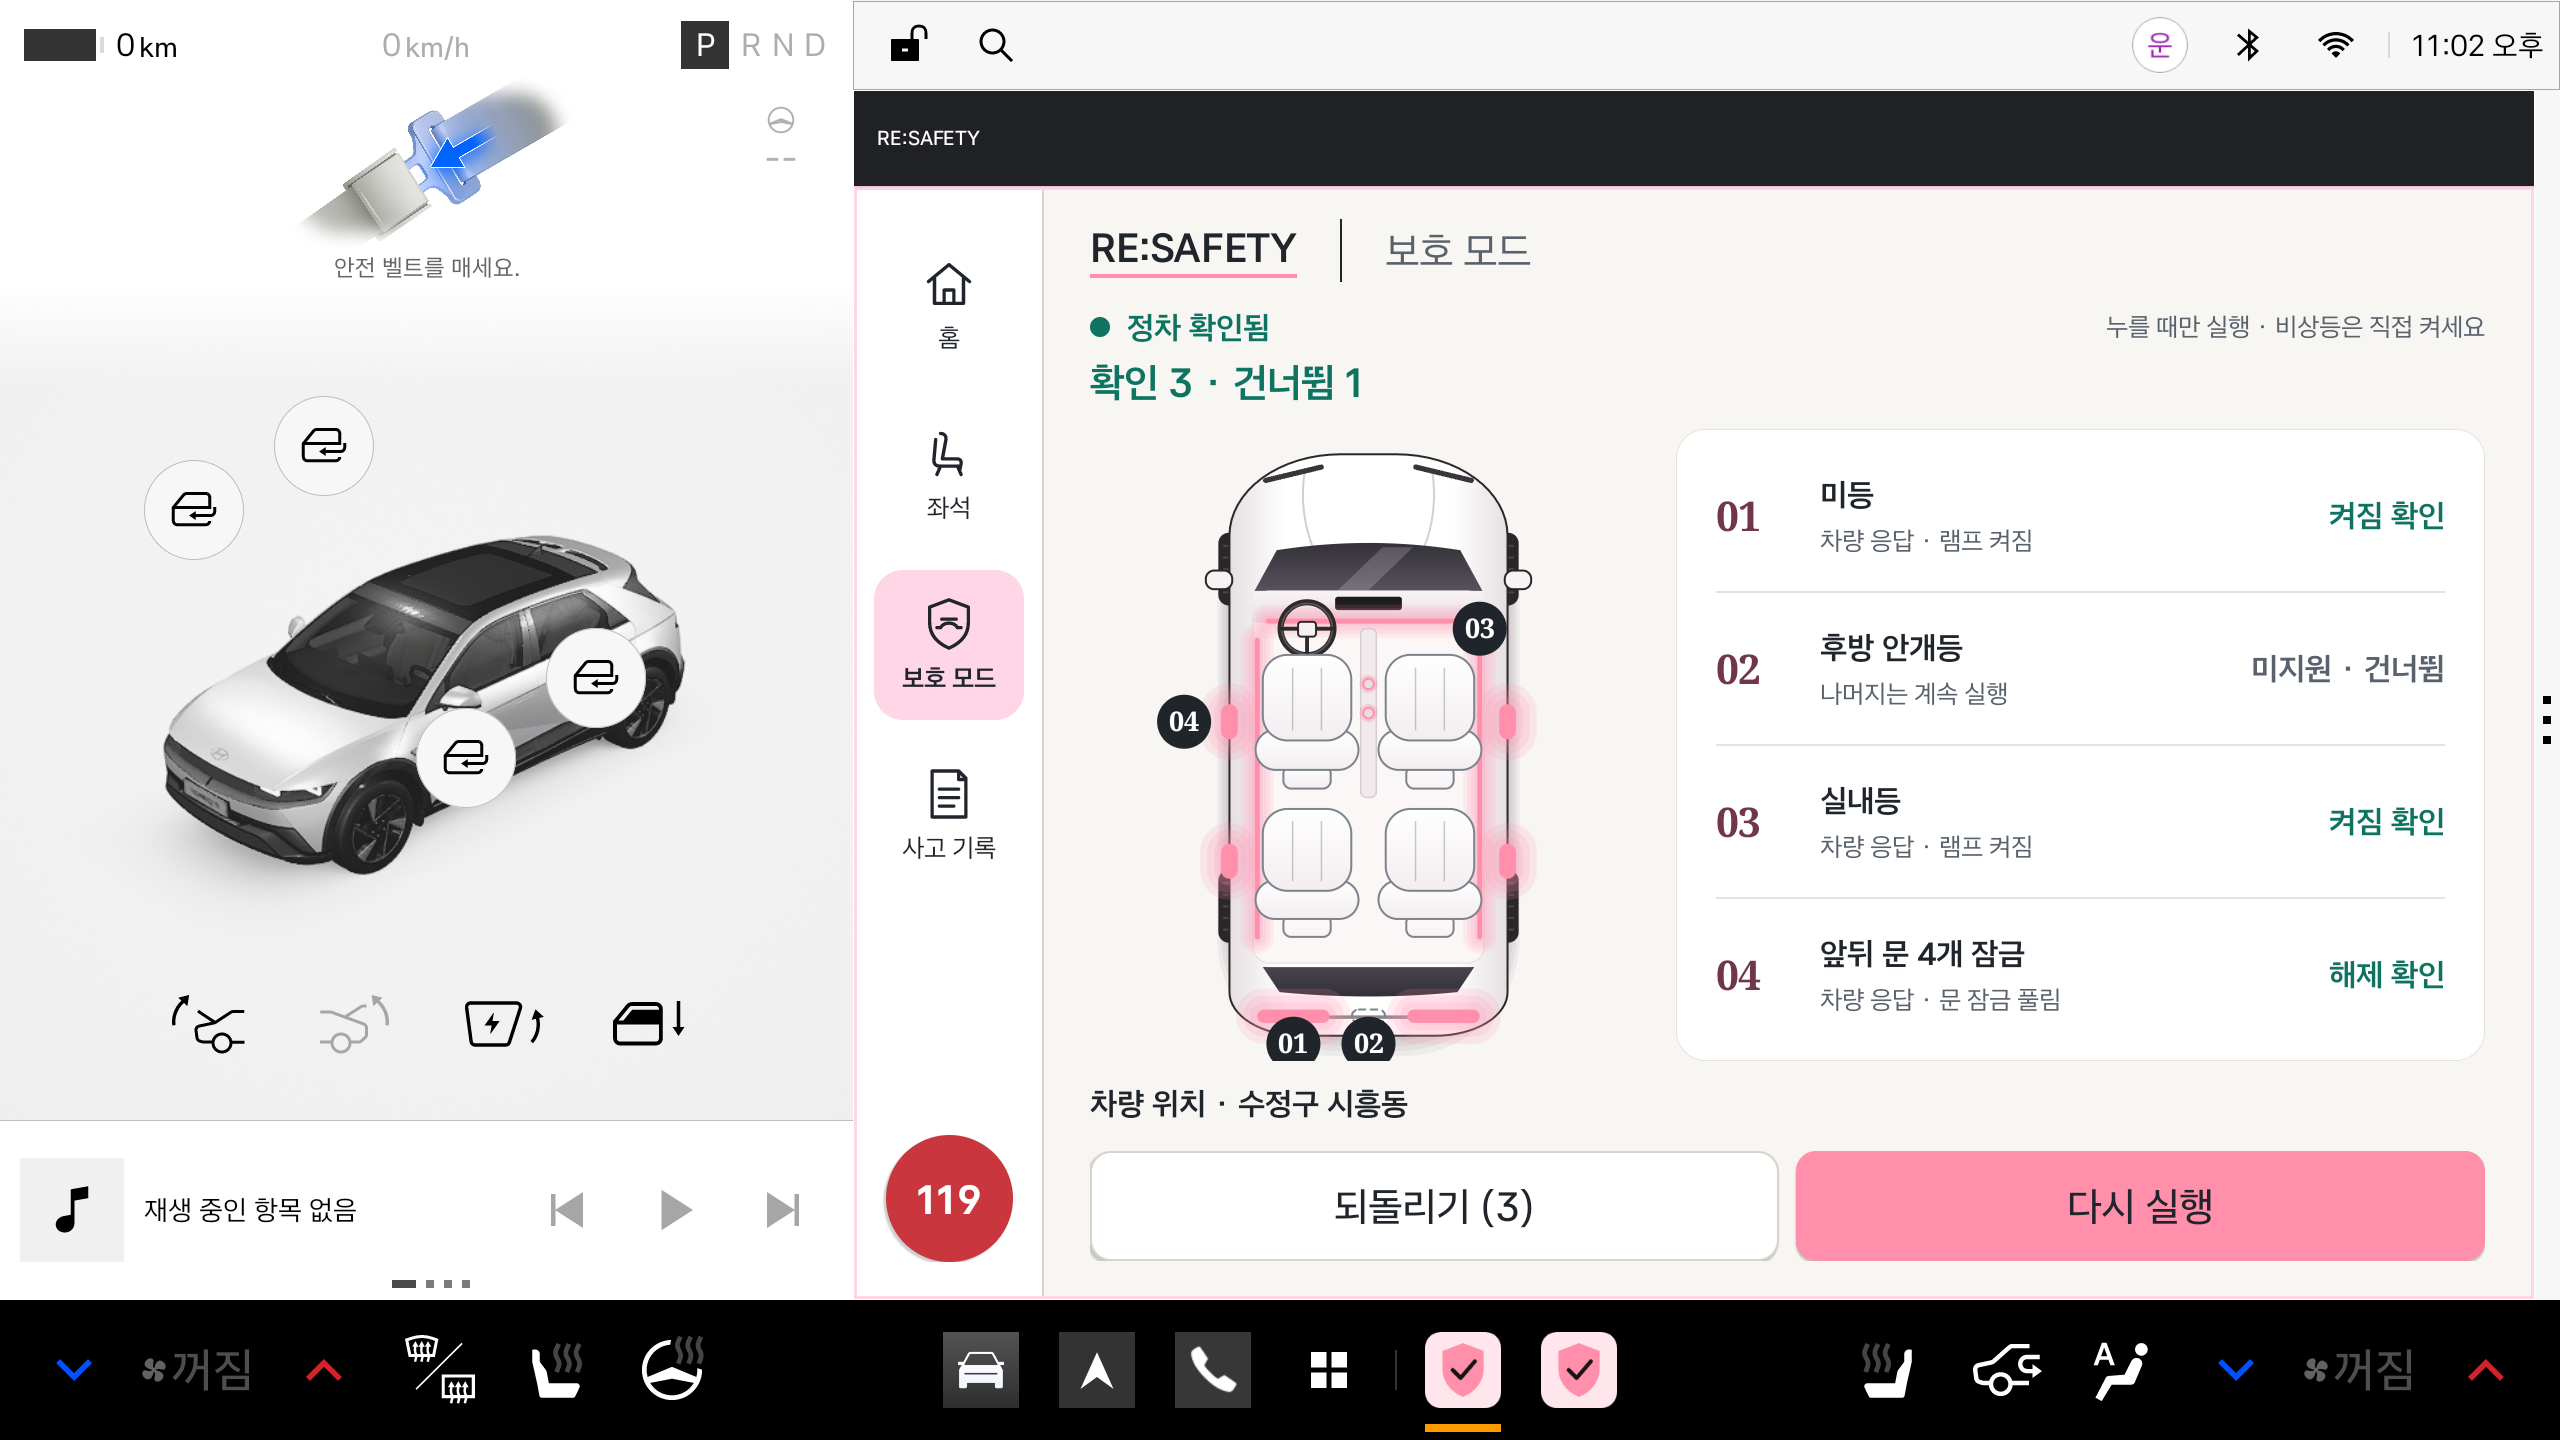 0 km
0 km/h
P R N D
안전 벨트를 매세요.
재생 중인 항목 없음
운
11:02 오후
RE:SAFETY
홈
좌석
보호 모드
사고 기록
119
RE:SAFETY
보호 모드
정차 확인됨
누를 때만 실행 · 비상등은 직접 켜세요
확인 3 · 건너뜀 1
03
04
01
02
01
미등
차량 응답 · 램프 켜짐
켜짐 확인
02
후방 안개등
나머지는 계속 실행
미지원 · 건너뜀
03
실내등
차량 응답 · 램프 켜짐
켜짐 확인
04
앞뒤 문 4개 잠금
차량 응답 · 문 잠금 풀림
해제 확인
차량 위치 · 수정구 시흥동
되돌리기 (3)
다시 실행
꺼짐
A
꺼짐